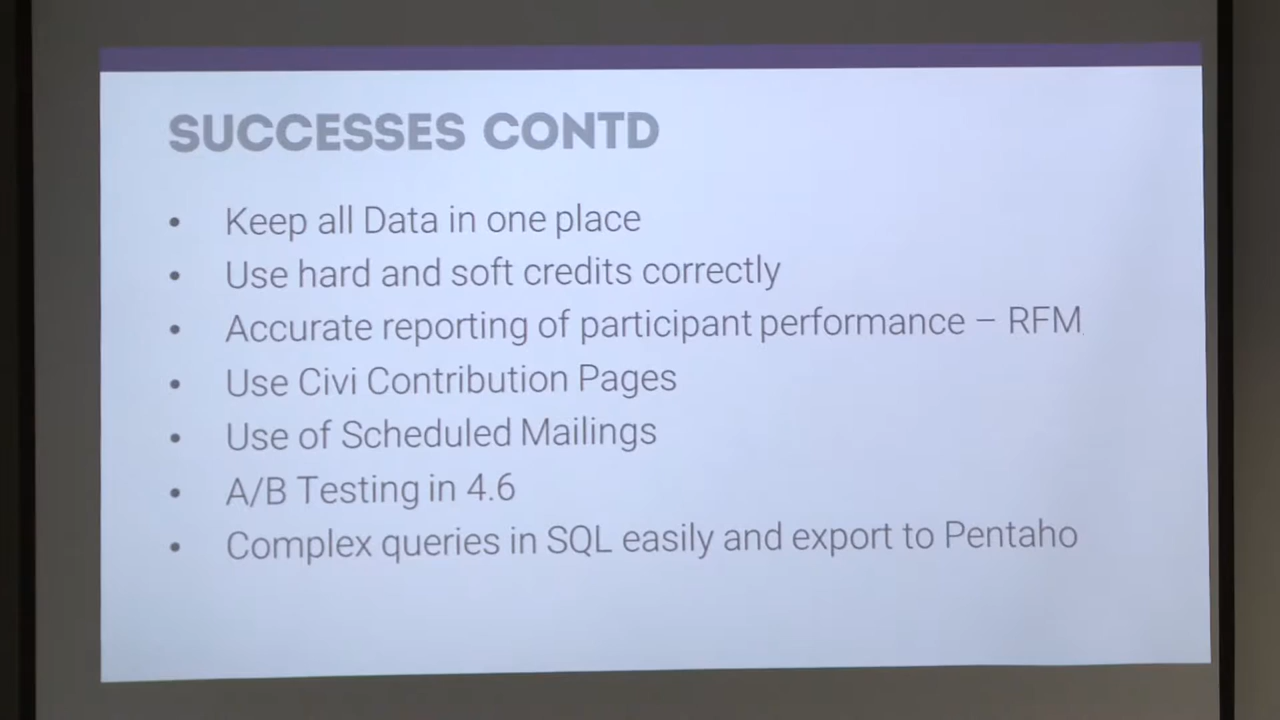 SUCCESSES CONTD
• Keep all Data in one place
• Use hard and soft credits correctly
• Accurate reporting of participant performance – RFM
• Use Civi Contribution Pages
• Use of Scheduled Mailings
• A/B Testing in 4.6
• Complex queries in SQL easily and export to Pentaho